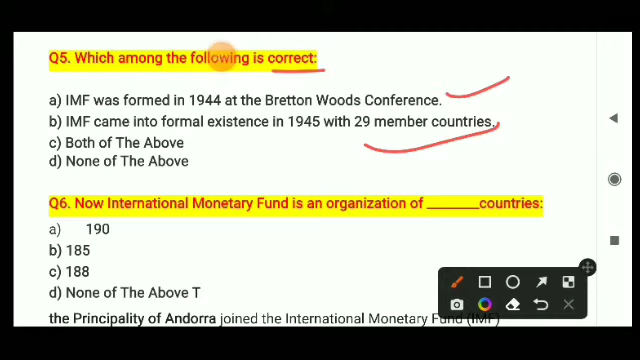 Q5. Which among the following is correct:
a) IMF was formed in 1944 at the Bretton Woods Conference.
b) IMF came into formal existence in 1945 with 29 member countries.
c) Both of The Above
d) None of The Above
Q6. Now International Monetary Fund is an organization of _______countries:
a) 190
b) 185
c) 188
d) None of The Above T
the Principality of Andorra joined the International Monetary Fund (IMF)